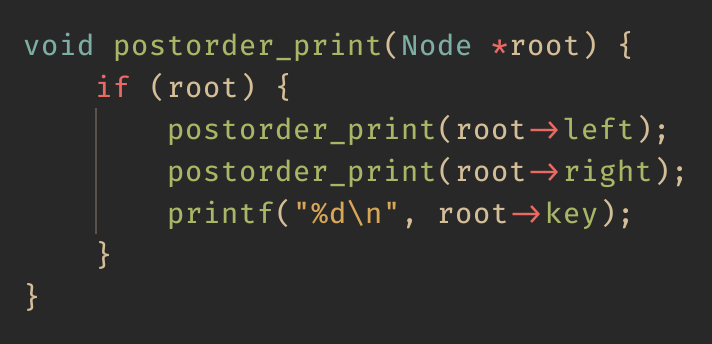 void postorder_print(Node *root) {
    if (root) {
        postorder_print(root->left);
        postorder_print(root->right);
        printf("%d\n", root->key);
    }
}